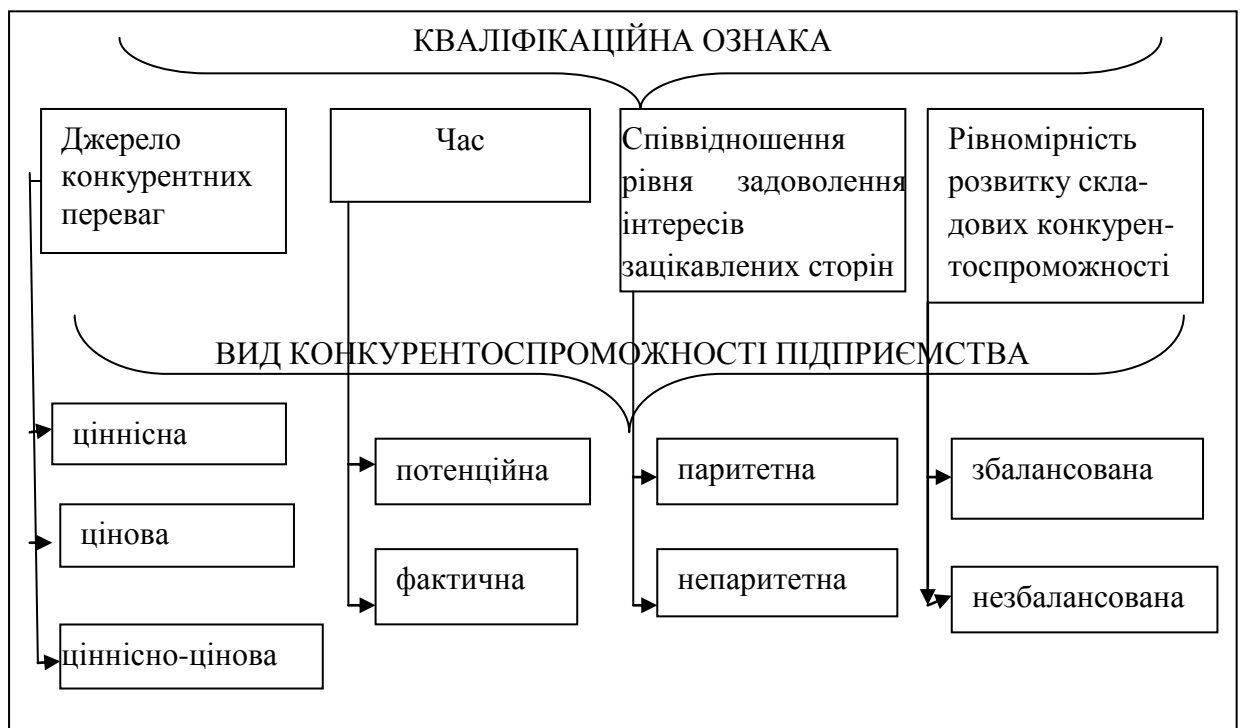 КВАЛІФІКАЦІЙНА ОЗНАКА
Джерело
конкурентних
переваг
Час
Співвідношення
рівня задоволення
інтересів
зацікавлених сторін
Рівномірність
розвитку скла-
дових конкурен-
тоспроможності
ВИД КОНКУРЕНТОСПРОМОЖНОСТІ ПІДПРИЄМСТВА
ціннісна
цінова
ціннісно-цінова
потенційна
фактична
паритетна
непаритетна
збалансована
незбалансована